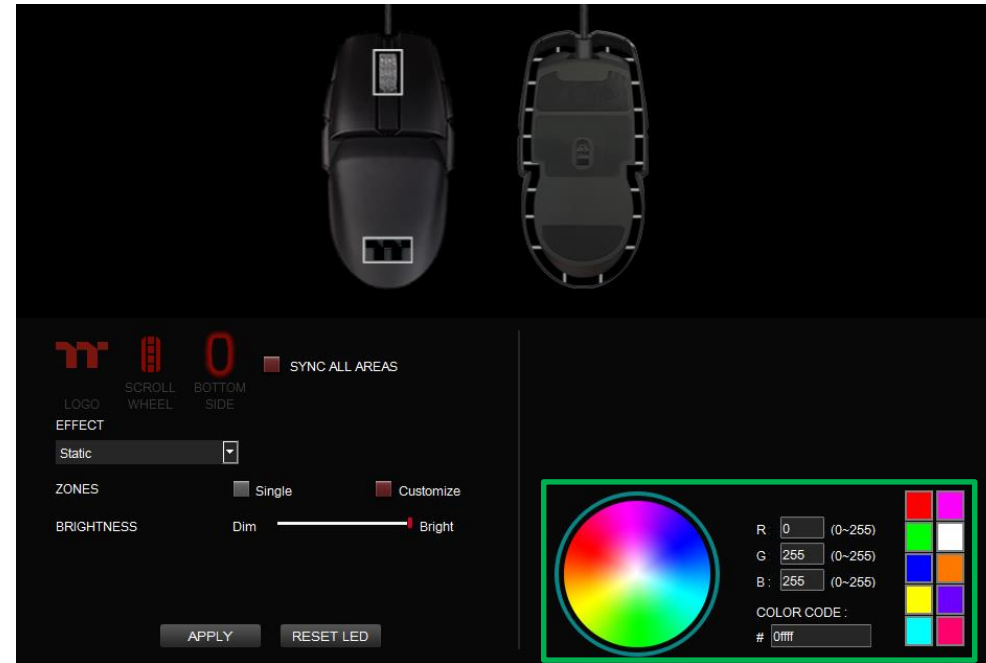 SYNC ALL AREAS
SCROLL BOTTOM
LOGO WHEEL SIDE
EFFECT
Static
ZONES Single Customize
BRIGHTNESS Dim Bright
APPLY RESET LED
R 0 (0~255)
G 255 (0~255)
B: 255 (0~255)
COLOR CODE :
# 0ffff